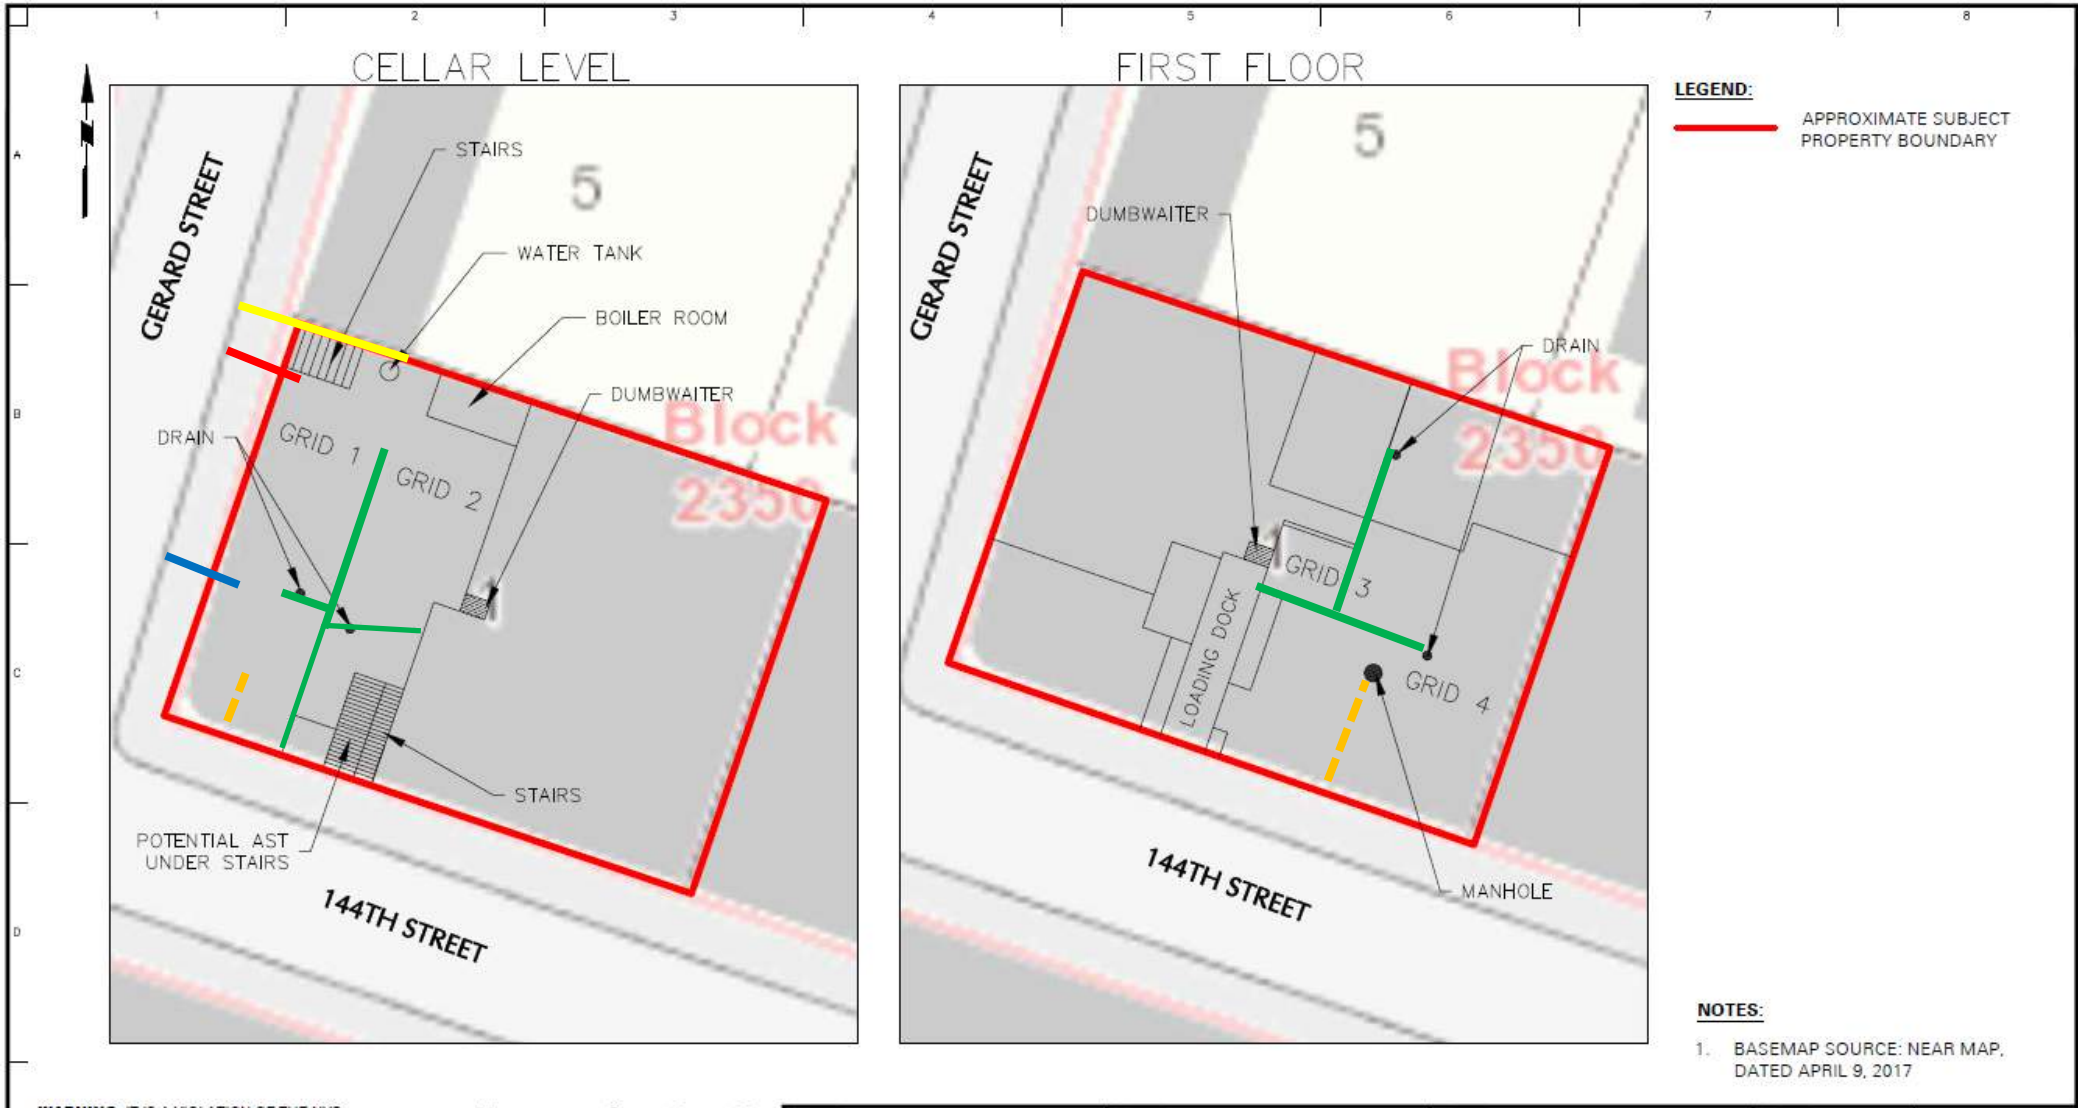 1 2 3 4 5 6 7 8
A
B
C
D
CELLAR LEVEL
GERARD STREET
STAIRS
5
WATER TANK
BOILER ROOM
DUMBWAITER
Block
2350
DRAIN
GRID 1
GRID 2
1
STAIRS
POTENTIAL AST
UNDER STAIRS
144TH STREET
FIRST FLOOR
GERARD STREET
5
DUMBWAITER
DRAIN
Block
2350
1
GRID 3
LOADING DOCK
GRID 4
MANHOLE
144TH STREET
N
LEGEND:
APPROXIMATE SUBJECT
PROPERTY BOUNDARY
NOTES:
1. BASEMAP SOURCE: NEAR MAP,
DATED APRIL 9, 2017